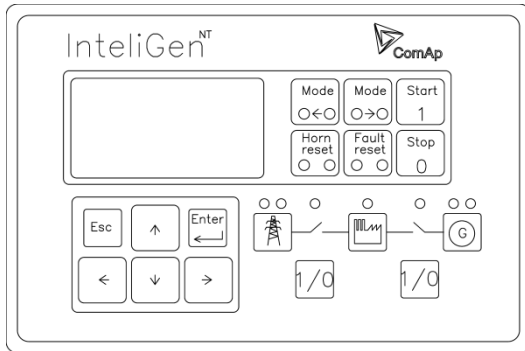 InteliGen NT
ComAp
Mode Mode Start
1
Horn reset Fault reset Stop
0
Esc Enter
G
1/0 1/0